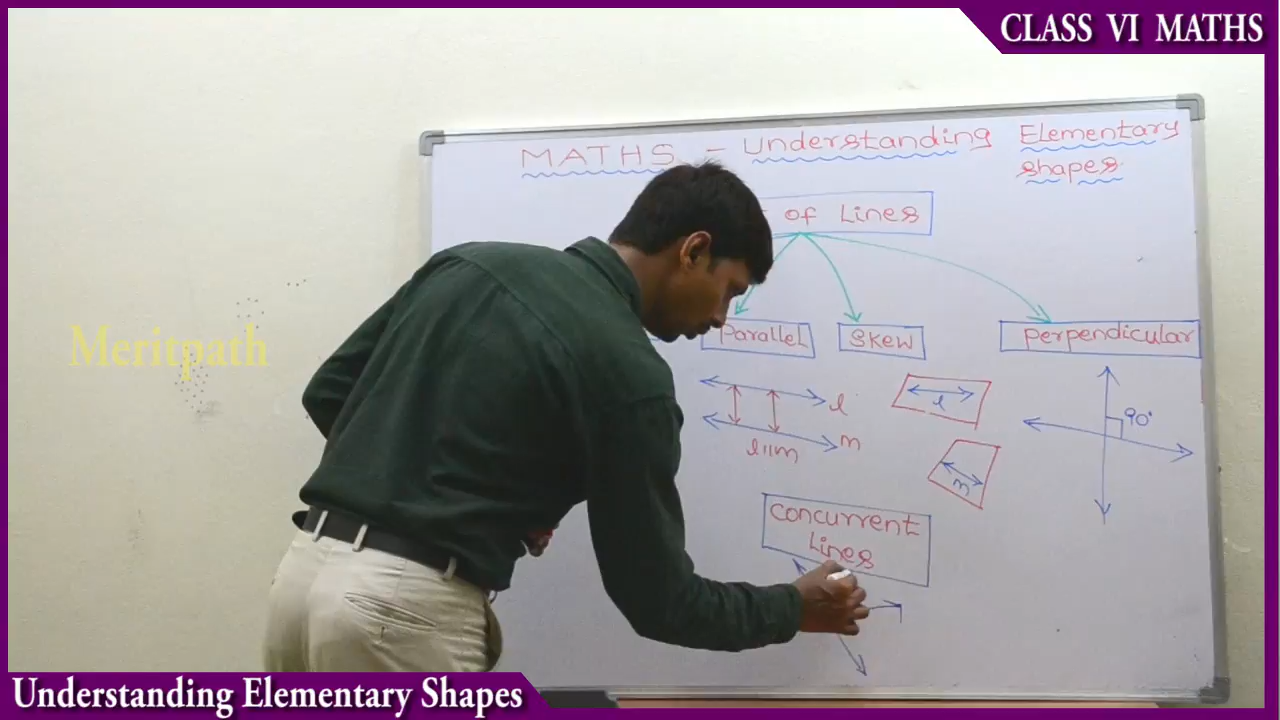 CLASS VI MATHS
MATHS - Understanding Elementary
shapes
of Lines
Parallel
Skew
Perpendicular
l
m
l || m
l
m
90°
Concurrent
Lines
Meritpath
Understanding Elementary Shapes